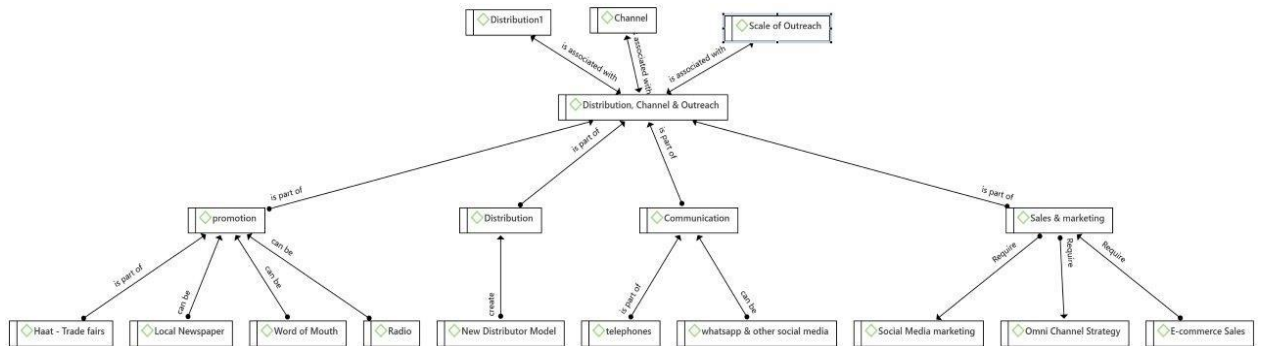 Distribution1
Channel
Scale of Outreach
is associated with
is associated with
is associated with
Distribution, Channel & Outreach
is part of
is part of
is part of
is part of
promotion
Distribution
Communication
Sales & marketing
is part of
can be
can be
can be
create
is part of
can be
Require
Require
Require
Haat - Trade fairs
Local Newspaper
Word of Mouth
Radio
New Distributor Model
telephones
whatsapp & other social media
Social Media marketing
Omni Channel Strategy
E-commerce Sales